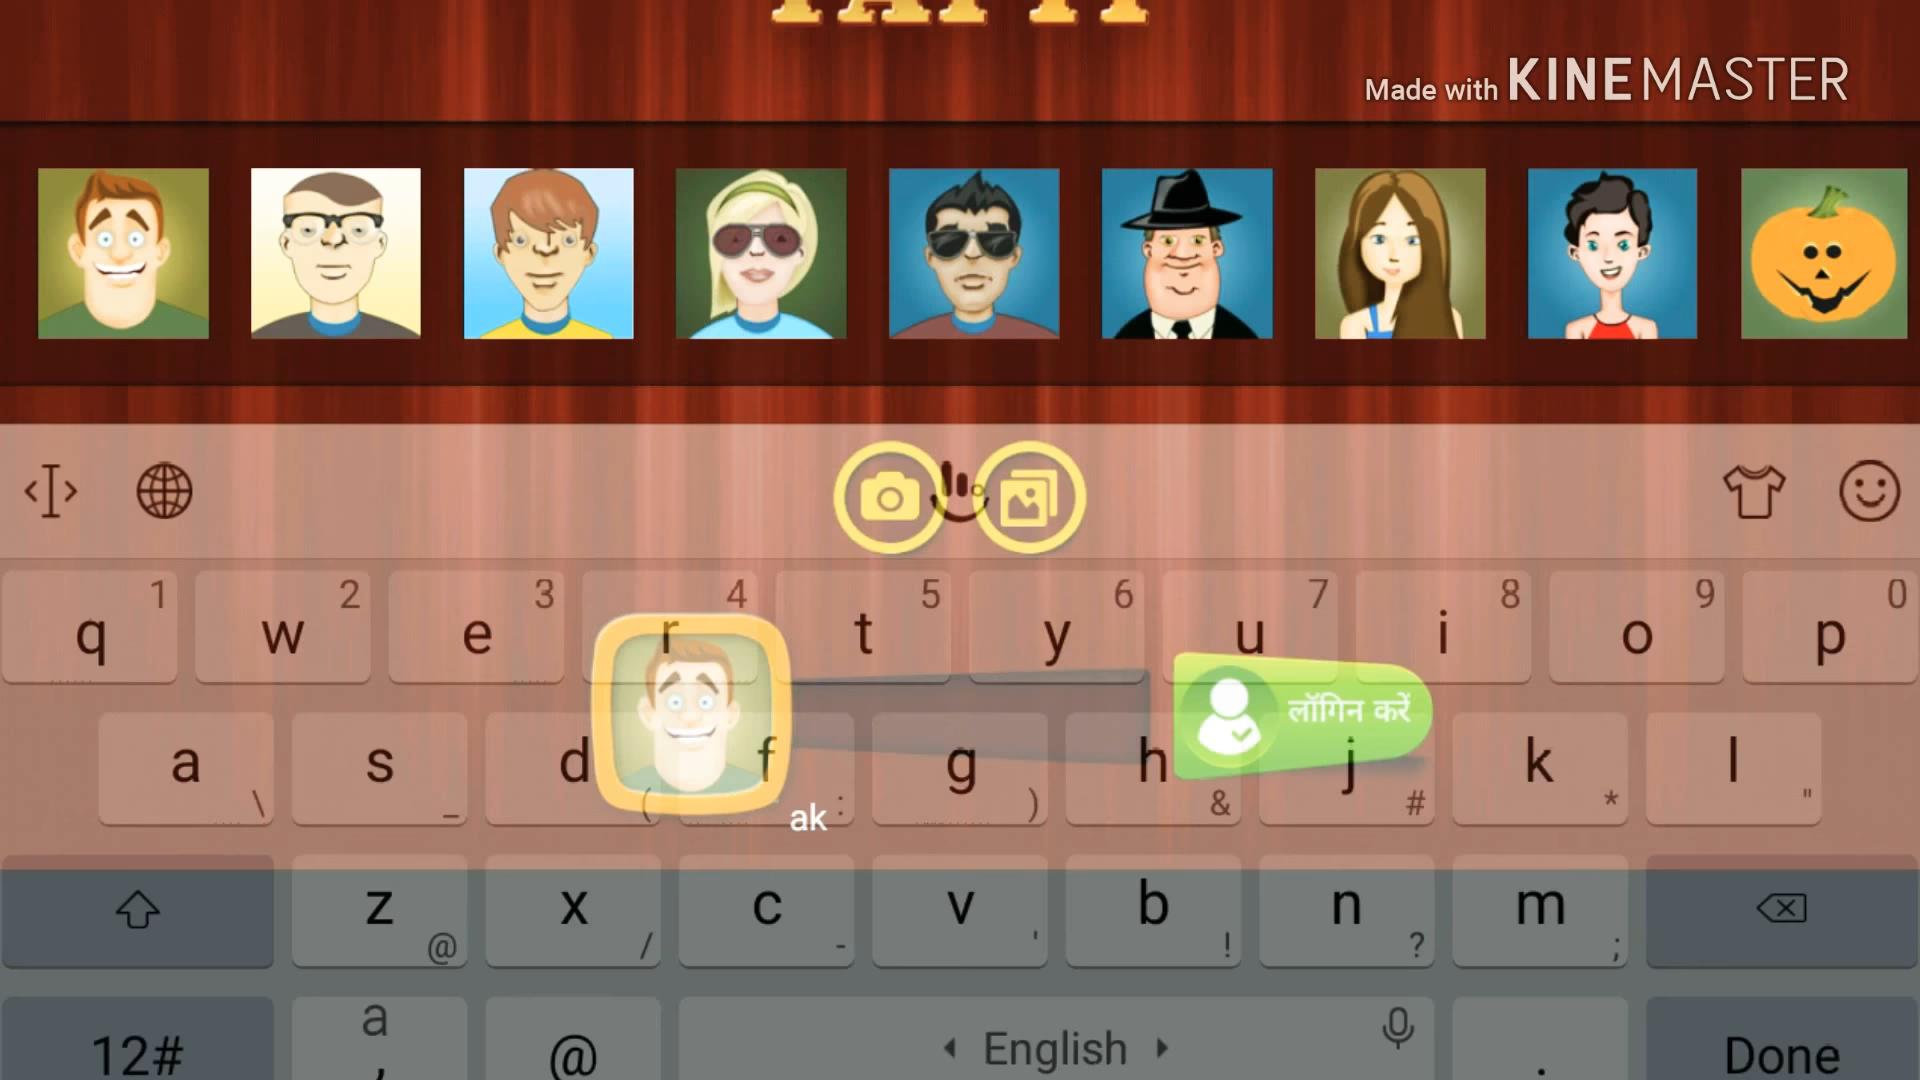 Made with KINEMASTER
1 2 3 4 5 6 7 8 9 0
q w e r t y u i o p
लॉगिन करें
a s d f g h j k l
\ _ ( : ) & # * "
ak
z x c v b n m
@ / - ' ! ? ;
12# a , @ English . Done